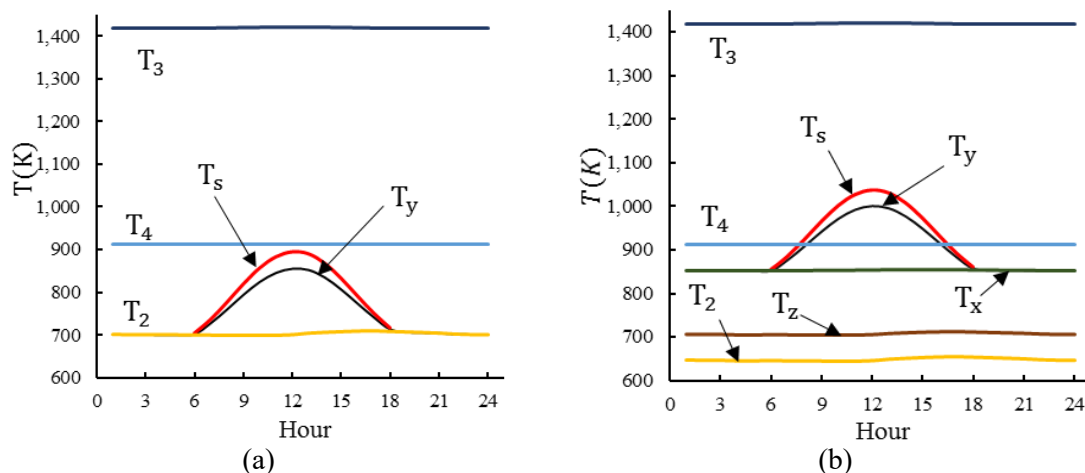 1,400
1,300
1,200
1,100
1,000
900
800
700
600
T(K)
T3
Ts
Ty
T4
T2
0 3 6 9 12 15 18 21 24
Hour
(a)
1,400
1,300
1,200
1,100
1,000
900
800
700
600
T(K)
T3
Ts
Ty
T4
Tx
T2
Tz
0 3 6 9 12 15 18 21 24
Hour
(b)